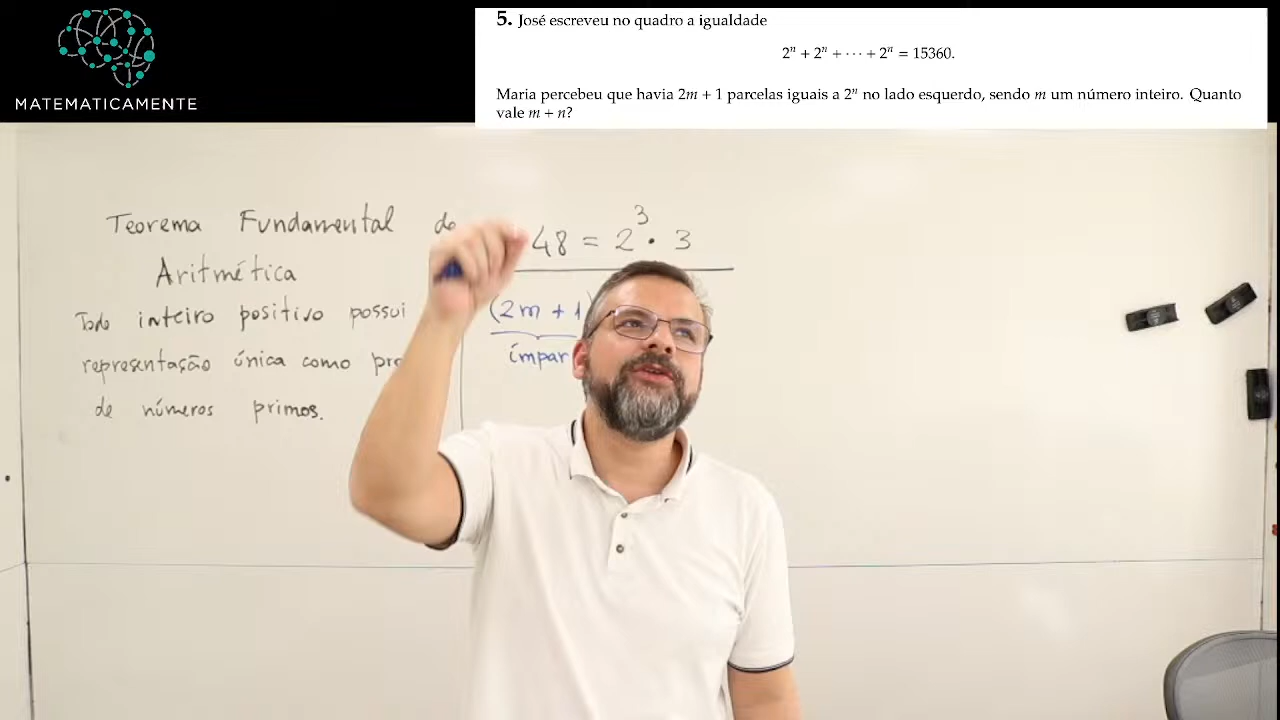 MATEMATICAMENTE
5. José escreveu no quadro a igualdade
2ⁿ + 2ⁿ + ··· + 2ⁿ = 15360.
Maria percebeu que havia 2m + 1 parcelas iguais a 2ⁿ no lado esquerdo, sendo m um número inteiro. Quanto
vale m + n?
Teorema Fundamental de
Aritmética
Todo inteiro positivo possui
representação única como
de números primos.
48 = 2³ · 3
(2m + 1
ímpar